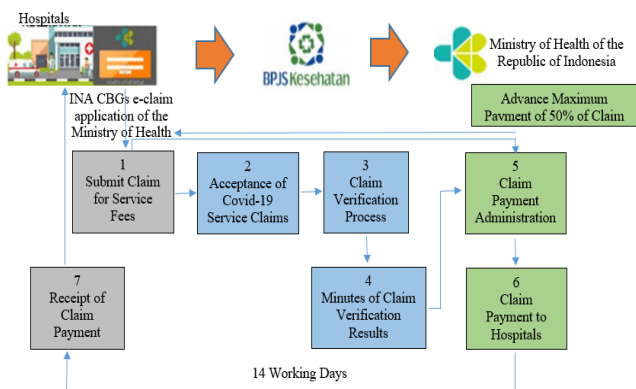 Hospitals
HOSPITAL
BPJS Kesehatan
Ministry of Health of the
Republic of Indonesia
INA CBGs e-claim
application of the
Ministry of Health
Advance Maximum
Payment of 50% of Claim
1
Submit Claim
for Service
Fees
2
Acceptance of
Covid-19
Service Claims
3
Claim
Verification
Process
5
Claim
Payment
Administration
7
Receipt of
Claim
Payment
4
Minutes of Claim
Verification
Results
6
Claim
Payment to
Hospitals
14 Working Days